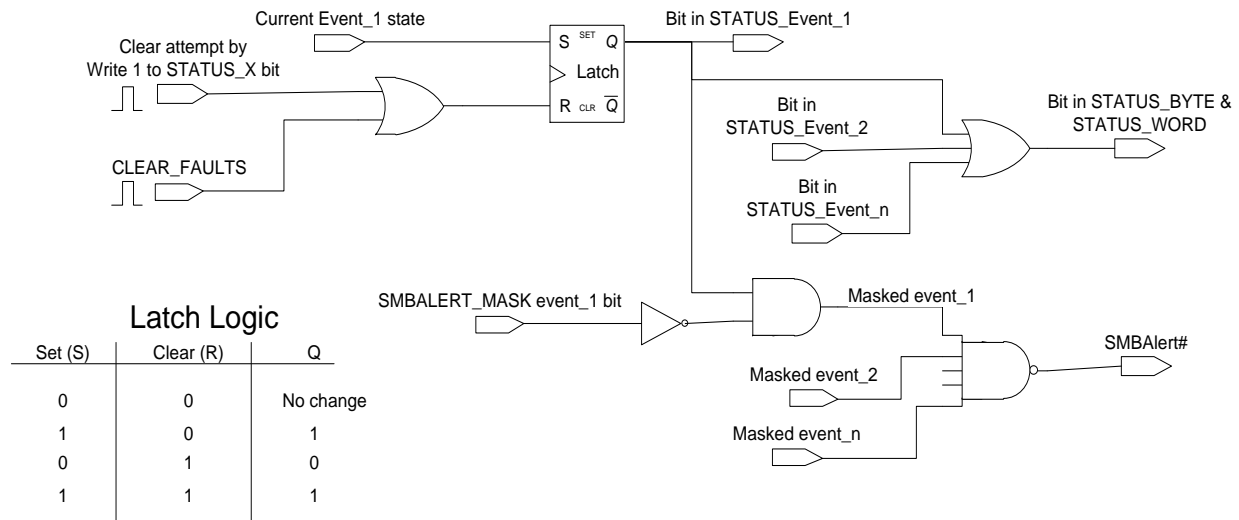 Current Event_1 state
Bit in STATUS_Event_1
Clear attempt by
Write 1 to STATUS_X bit
S SET Q
Latch
R CLR Q
CLEAR_FAULTS
Bit in
STATUS_Event_2
Bit in STATUS_BYTE &
STATUS_WORD
Bit in
STATUS_Event_n
SMBALERT_MASK event_1 bit
Masked event_1
Masked event_2
Masked event_n
SMBAlert#
Latch Logic
Set (S) Clear (R) Q
0 0 No change
1 0 1
0 1 0
1 1 1